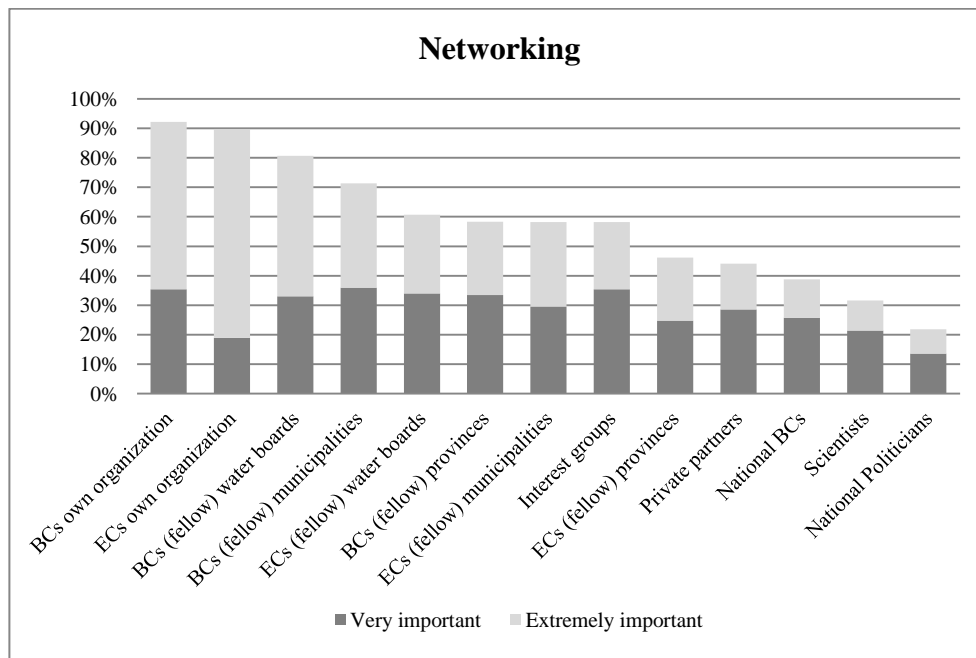 Networking
100%
90%
80%
70%
60%
50%
40%
30%
20%
10%
0%
BCs own organization
ECs own organization
BCs (fellow) water boards
BCs (fellow) municipalities
ECs (fellow) water boards
BCs (fellow) provinces
ECs (fellow) municipalities
Interest groups
ECs (fellow) provinces
Private partners
National BCs
Scientists
National Politicians
Very important
Extremely important